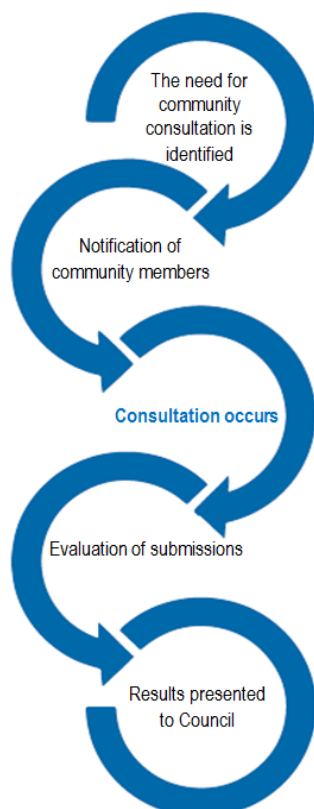 The need for
community
consultation is
identified
Notification of
community members
Consultation occurs
Evaluation of submissions
Results presented
to Council